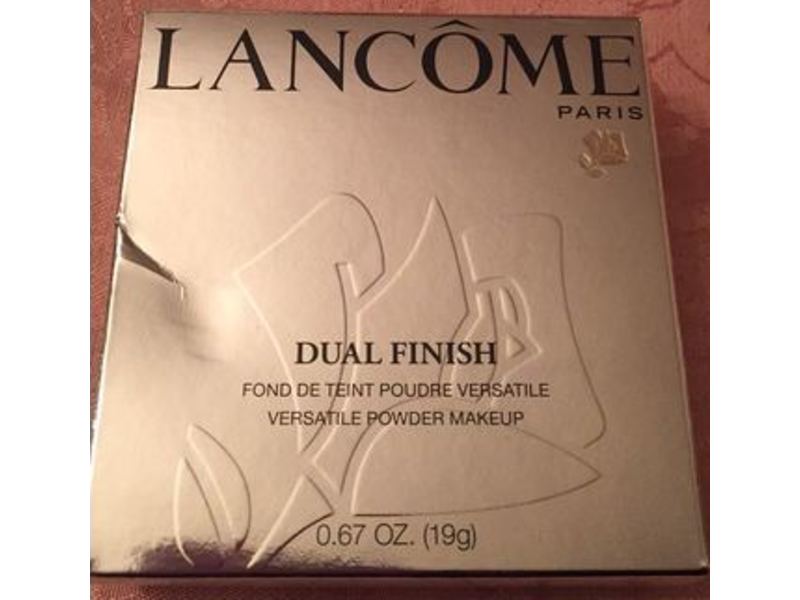 LANCÔME
PARIS
DUAL FINISH
FOND DE TEINT POUDRE VERSATILE
VERSATILE POWDER MAKEUP
0.67 OZ. (19g)